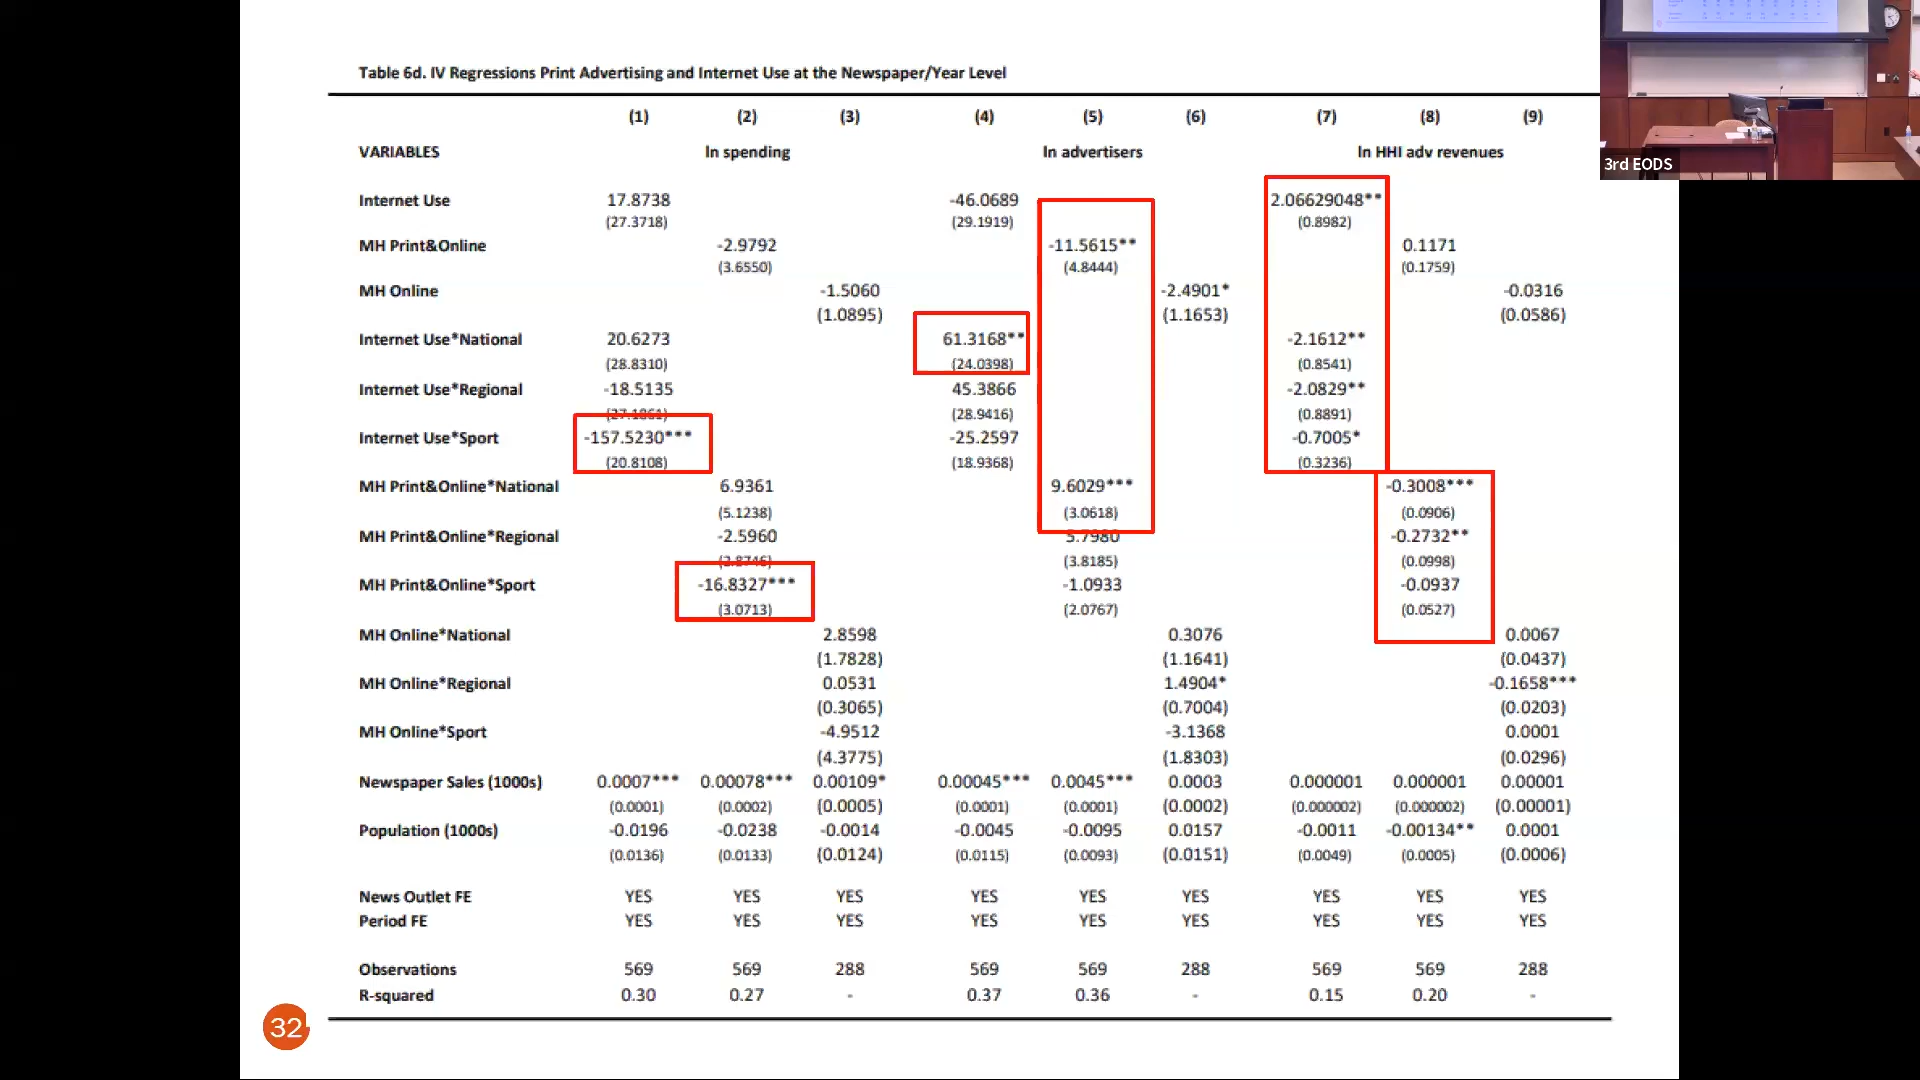 Table 6d. IV Regressions Print Advertising and Internet Use at the Newspaper/Year Level
(1) (2) (3) (4) (5) (6) (7) (8) (9)
VARIABLES ln spending ln advertisers ln HHI adv revenues
Internet Use 17.8738 -46.0689 2.06629048**
(27.3718) (29.1919) (0.8982)
MH Print&Online -2.9792 -11.5615** 0.1171
(3.6550) (4.8444) (0.1759)
MH Online -1.5060 -2.4901* -0.0316
(1.0895) (1.1653) (0.0586)
Internet Use*National 20.6273 61.3168** -2.1612**
(28.8310) (24.0398) (0.8541)
Internet Use*Regional -18.5135 45.3866 -2.0829**
(27.1861) (28.9416) (0.8891)
Internet Use*Sport -157.5230*** -25.2597 -0.7005*
(20.8108) (18.9368) (0.3236)
MH Print&Online*National 6.9361 9.6029*** -0.3008***
(5.1238) (3.0618) (0.0906)
MH Print&Online*Regional -2.5960 5.7980 -0.2732**
(2.8746) (3.8185) (0.0998)
MH Print&Online*Sport -16.8327*** -1.0933 -0.0937
(3.0713) (2.0767) (0.0527)
MH Online*National 2.8598 0.3076 0.0067
(1.7828) (1.1641) (0.0437)
MH Online*Regional 0.0531 1.4904* -0.1658***
(0.3065) (0.7004) (0.0203)
MH Online*Sport -4.9512 -3.1368 0.0001
(4.3775) (1.8303) (0.0296)
Newspaper Sales (1000s) 0.0007*** 0.00078*** 0.00109* 0.00045*** 0.0045*** 0.0003 0.000001 0.000001 0.00001
(0.0001) (0.0002) (0.0005) (0.0001) (0.0001) (0.0002) (0.000002) (0.000002) (0.00001)
Population (1000s) -0.0196 -0.0238 -0.0014 -0.0045 -0.0095 0.0157 -0.0011 -0.00134** 0.0001
(0.0136) (0.0133) (0.0124) (0.0115) (0.0093) (0.0151) (0.0049) (0.0005) (0.0006)
News Outlet FE YES YES YES YES YES YES YES YES YES
Period FE YES YES YES YES YES YES YES YES YES
Observations 569 569 288 569 569 288 569 569 288
R-squared 0.30 0.27 - 0.37 0.36 - 0.15 0.20 -
32
3rd EODS